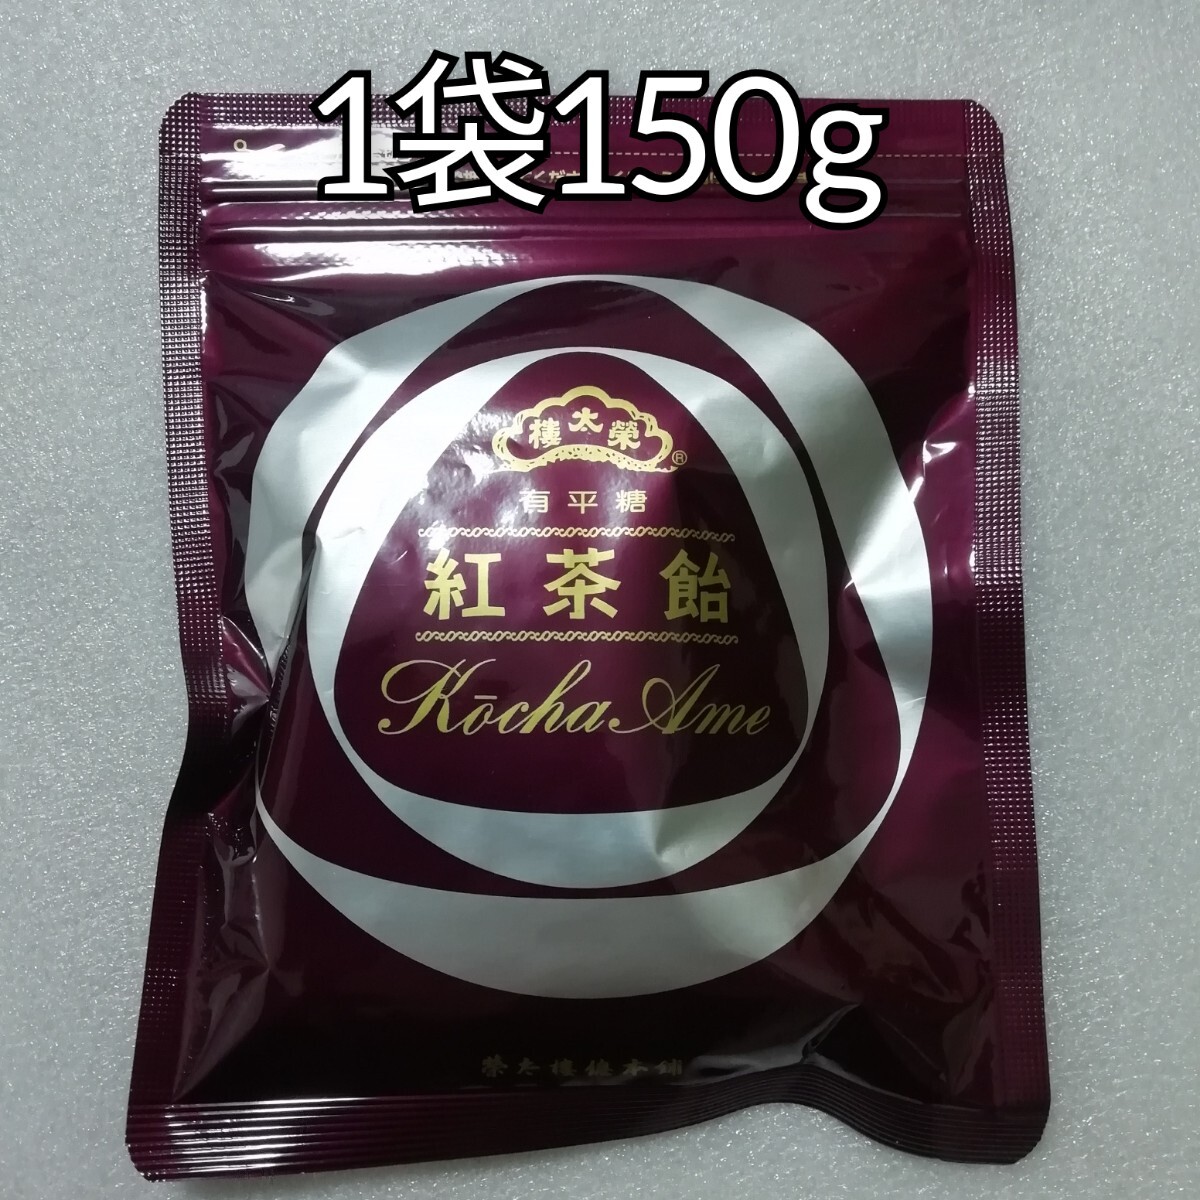 1袋150g
樓太榮
®
有平糖
紅茶飴
Kōcha Ame
榮太樓總本鋪